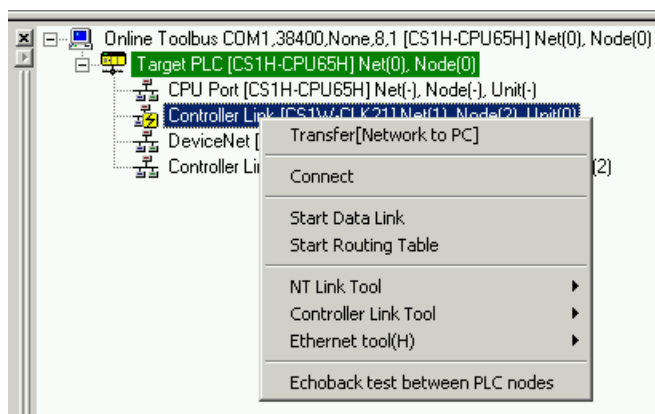 Online Toolbus COM1,38400,None,8,1 [CS1H-CPU65H] Net(0), Node(0)
Target PLC [CS1H-CPU65H] Net(0), Node(0)
CPU Port [CS1H-CPU65H] Net(-), Node(-), Unit(-)
Controller Link [CS1W-CLK21] Net(1), Node(2), Unit(0)
DeviceNet [
Controller Li (2)
Transfer[Network to PC]
Connect
Start Data Link
Start Routing Table
NT Link Tool
Controller Link Tool
Ethernet tool(H)
Echoback test between PLC nodes